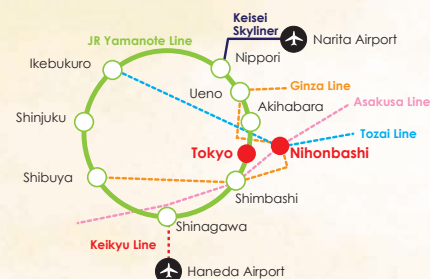 Keisei
Skyliner
JR Yamanote Line
Narita Airport
Ikebukuro
Nippori
Ueno
Ginza Line
Akihabara
Asakusa Line
Shinjuku
Tozai Line
Tokyo
Nihonbashi
Shibuya
Shimbashi
Shinagawa
Keikyu Line
Haneda Airport